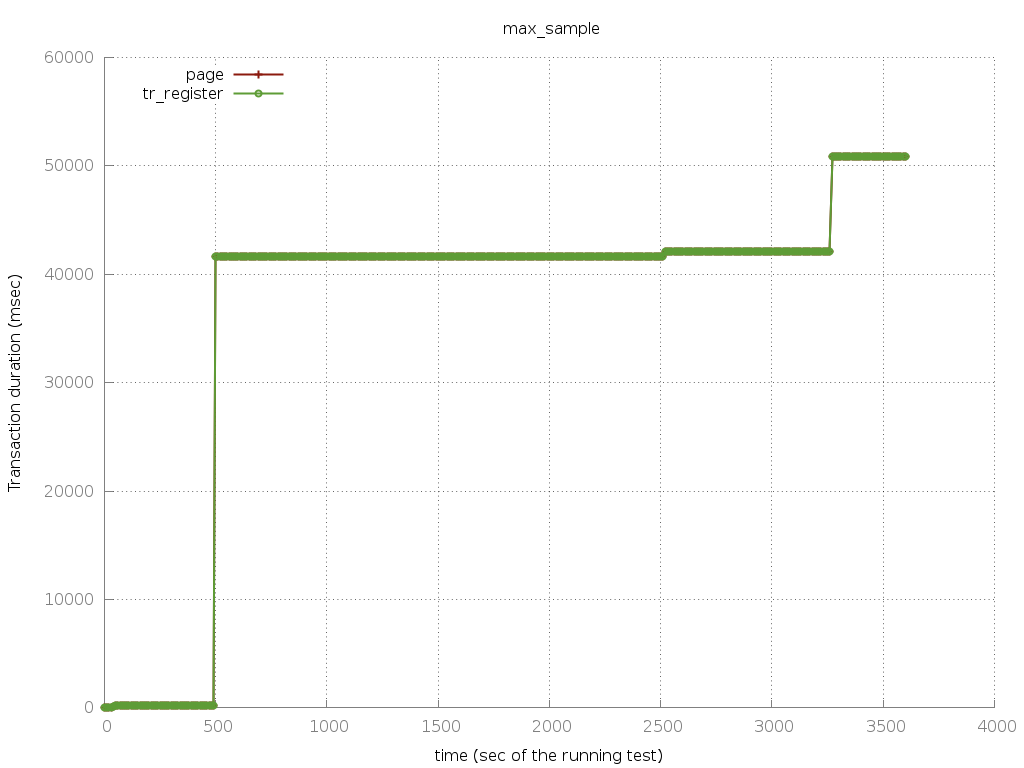 max_sample
60000
50000
40000
30000
20000
10000
0
page
tr_register
Transaction duration (msec)
0 500 1000 1500 2000 2500 3000 3500 4000
time (sec of the running test)